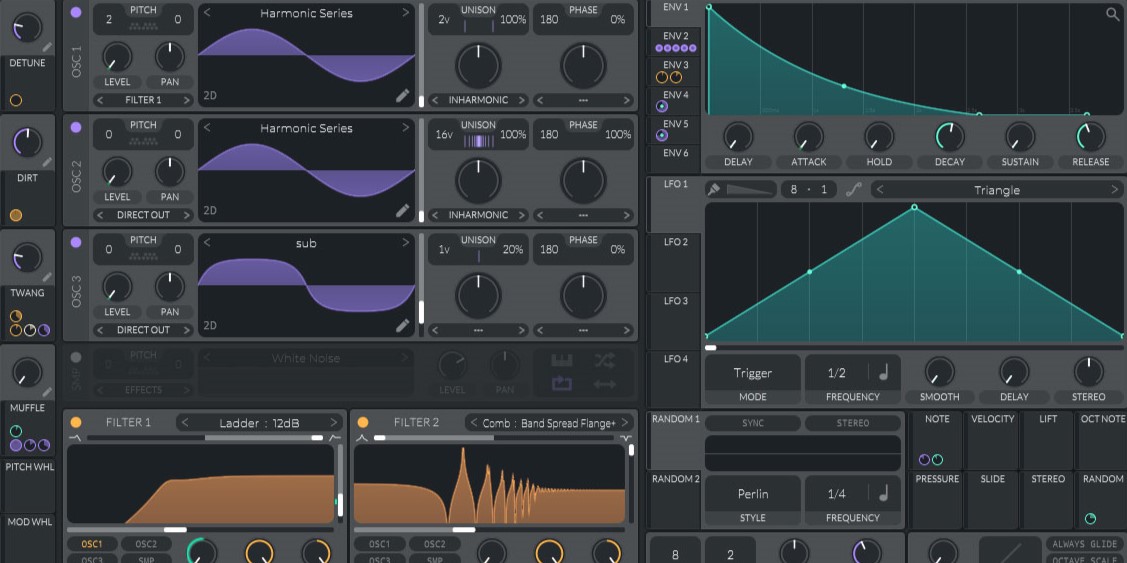 DETUNE
DIRT
TWANG
MUFFLE
PITCH WHL
MOD WHL
OSC 1
2 PITCH 0
LEVEL PAN
< FILTER 1 >
< Harmonic Series >
2D
2v UNISON 100%
< INHARMONIC >
180 PHASE 0%
< --- >
OSC 2
0 PITCH 0
LEVEL PAN
< DIRECT OUT >
< Harmonic Series >
2D
16v UNISON 100%
< INHARMONIC >
180 PHASE 100%
< --- >
OSC 3
0 PITCH 0
LEVEL PAN
< DIRECT OUT >
< sub >
2D
1v UNISON 20%
< --- >
180 PHASE 0%
< --- >
SMP
0 PITCH 0
< EFFECTS >
< White Noise >
LEVEL PAN
FILTER 1 < Ladder : 12dB >
OSC1 OSC2
OSC3 SMP
FILTER 2 < Comb : Band Spread Flange+ >
OSC1 OSC2
OSC3 SMP
ENV 1
ENV 2
ENV 3
ENV 4
ENV 5
ENV 6
DELAY ATTACK HOLD DECAY SUSTAIN RELEASE
LFO 1
LFO 2
LFO 3
LFO 4
8 · 1 < Triangle >
Trigger
MODE
1/2
FREQUENCY
SMOOTH DELAY STEREO
RANDOM 1
RANDOM 2
SYNC STEREO
Perlin
STYLE
1/4
FREQUENCY
NOTE VELOCITY LIFT OCT NOTE
PRESSURE SLIDE STEREO RANDOM
8 2
ALWAYS GLIDE
OCTAVE SCALE